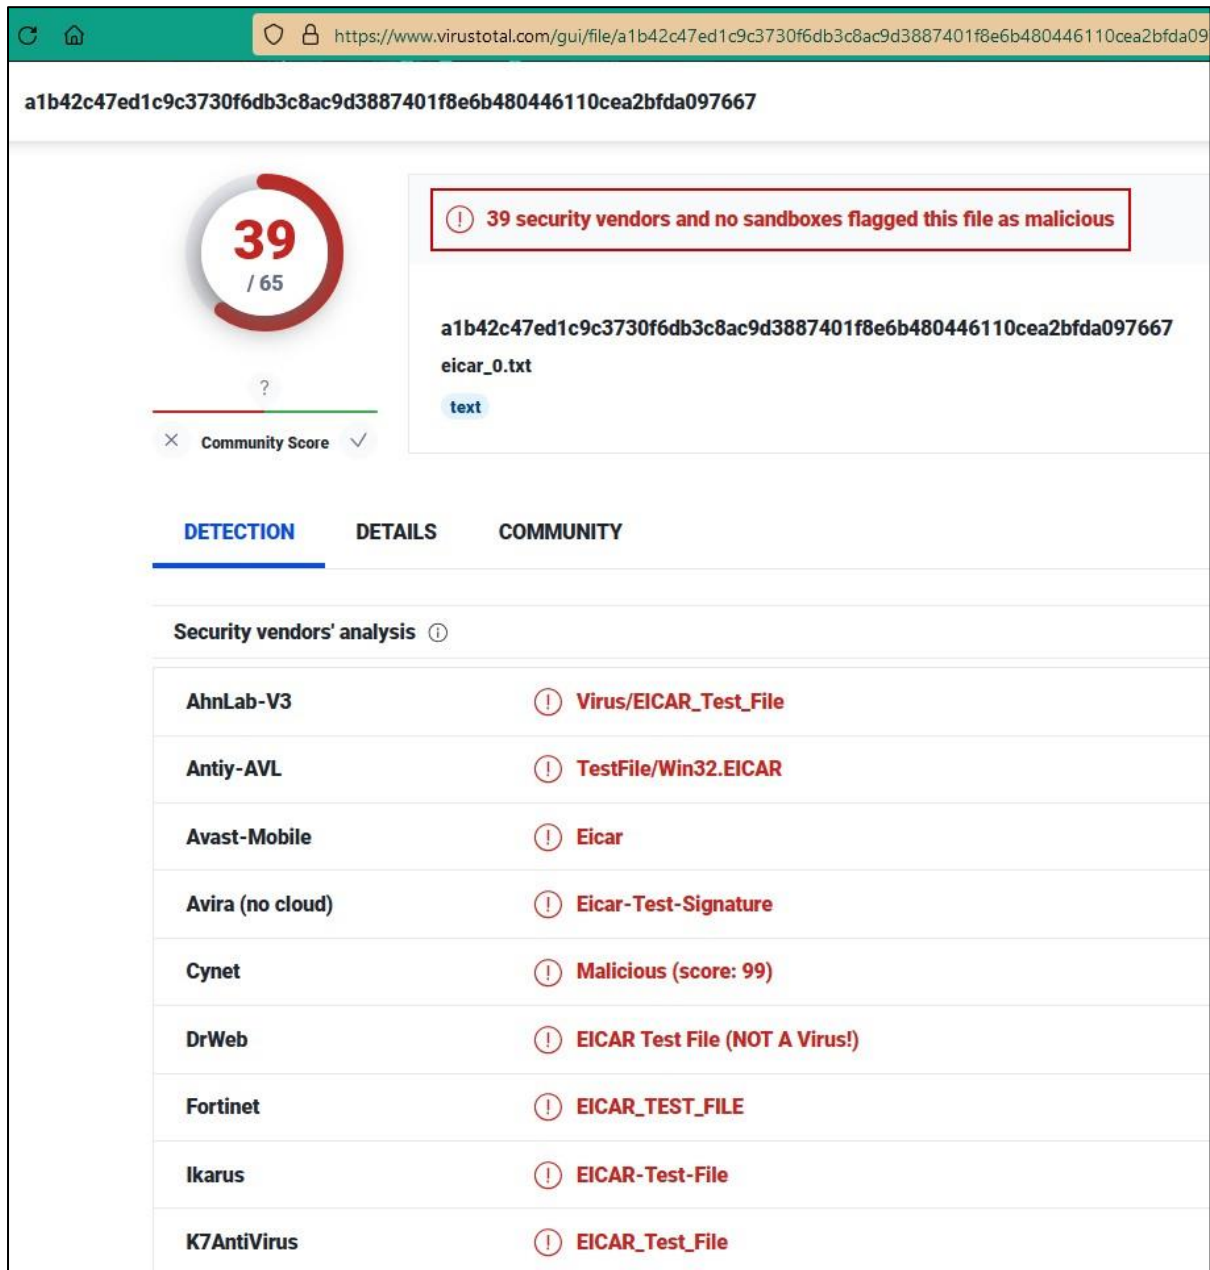 https://www.virustotal.com/gui/file/a1b42c47ed1c9c3730f6db3c8ac9d3887401f8e6b480446110cea2bfda09
a1b42c47ed1c9c3730f6db3c8ac9d3887401f8e6b480446110cea2bfda097667
39
/ 65
39 security vendors and no sandboxes flagged this file as malicious
a1b42c47ed1c9c3730f6db3c8ac9d3887401f8e6b480446110cea2bfda097667
eicar_0.txt
text
?
Community Score
DETECTION DETAILS COMMUNITY
Security vendors' analysis
AhnLab-V3 Virus/EICAR_Test_File
Antiy-AVL TestFile/Win32.EICAR
Avast-Mobile Eicar
Avira (no cloud) Eicar-Test-Signature
Cynet Malicious (score: 99)
DrWeb EICAR Test File (NOT A Virus!)
Fortinet EICAR_TEST_FILE
Ikarus EICAR-Test-File
K7AntiVirus EICAR_Test_File